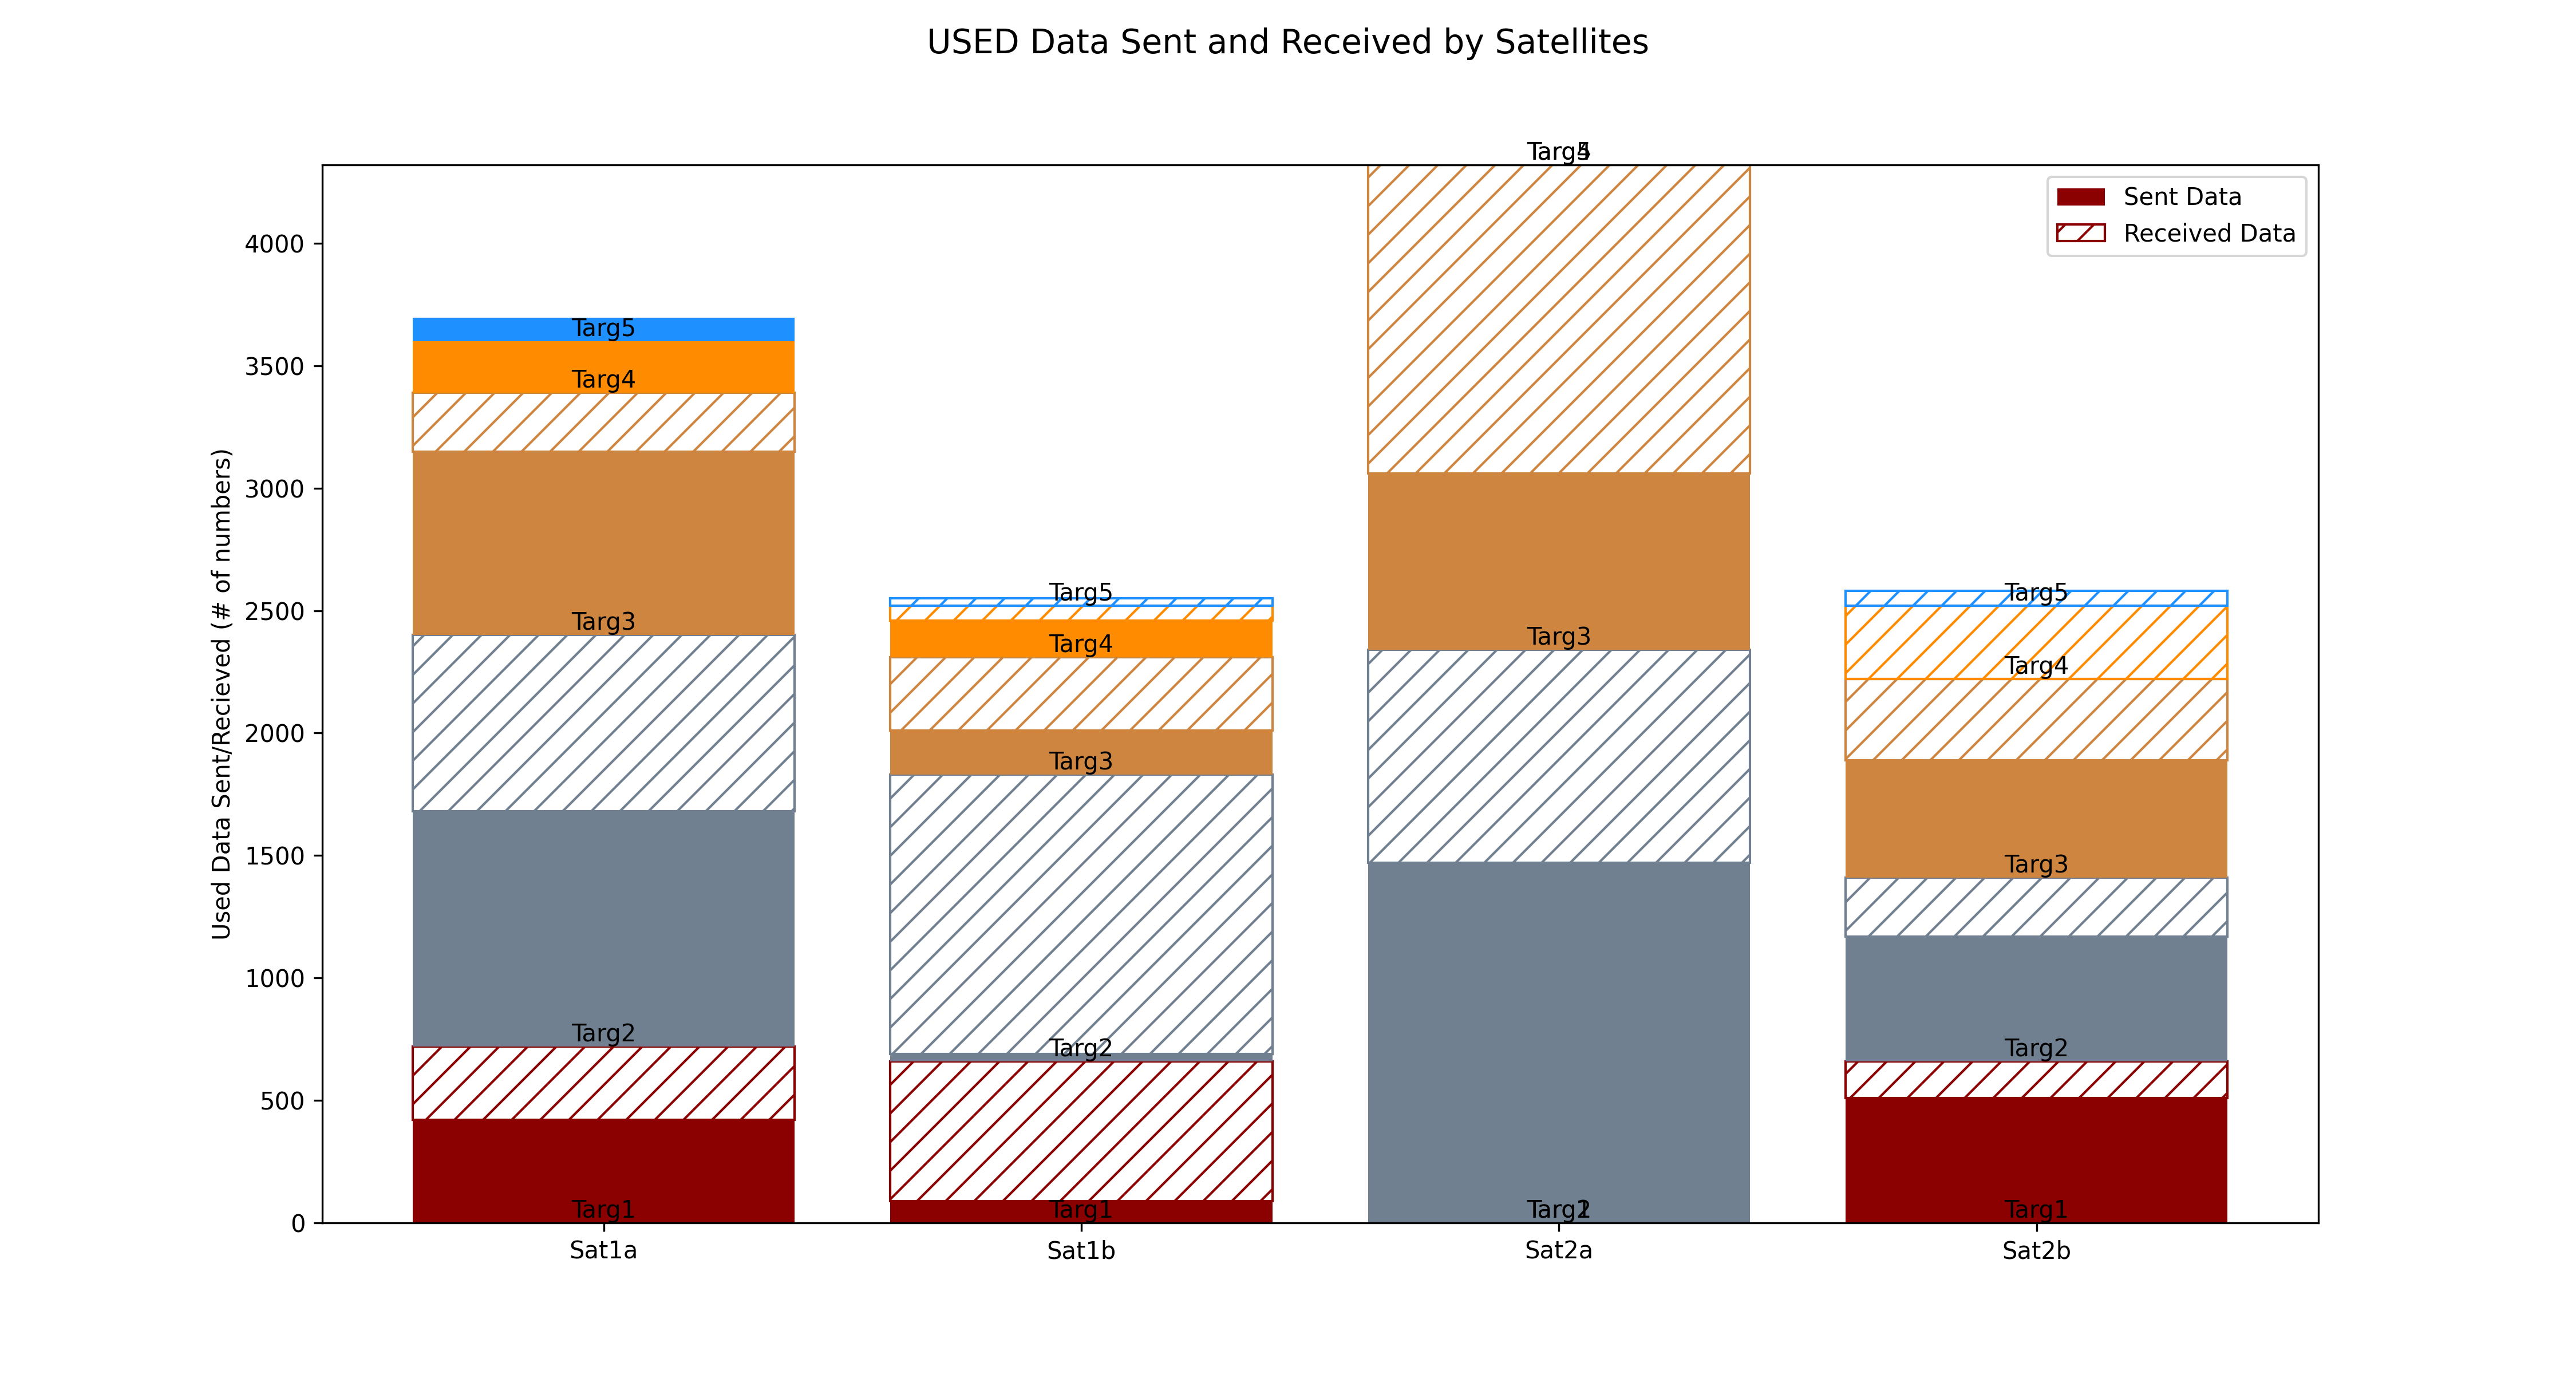 USED Data Sent and Received by Satellites
Used Data Sent/Recieved (# of numbers)
4000
3500
3000
2500
2000
1500
1000
500
0
Sent Data
Received Data
Targ5
Targ4
Targ3
Targ2
Targ1
Targ5
Targ4
Targ3
Targ2
Targ1
Targ3
Targ5
Targ4
Targ3
Targ2
Targ1
Sat1a
Sat1b
Sat2a
Sat2b